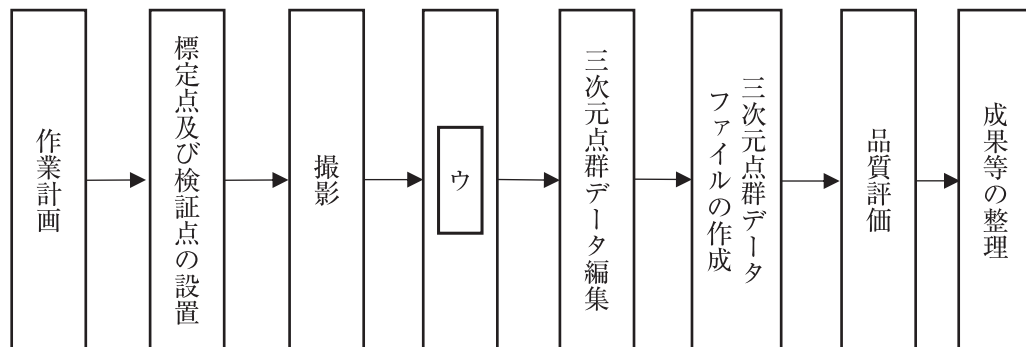 作業計画
標定点及び検証点の設置
撮影
ウ
三次元点群データ編集
三次元点群データ
ファイルの作成
品質評価
成果等の整理